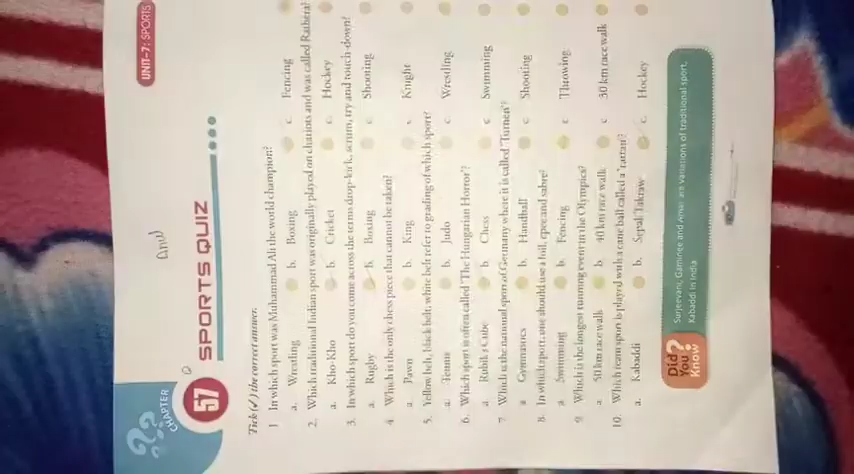 UNIT-7: SPORTS
CHAPTER
57
SPORTS QUIZ
Tick (✓) the correct answer.
1. In which sport was Muhammad Ali the world champion?
a. Wrestling b. Boxing c. Fencing
2. Which traditional Indian sport was originally played on chariots and was called Rathera?
a. Kho-Kho b. Cricket c. Hockey
3. In which sport do you come across the terms drop-kick, scrum, try and touch-down?
a. Rugby b. Boxing c. Shooting
4. Which is the only chess piece that cannot be taken?
a. Pawn b. King c. Knight
5. Yellow belt, black belt, white belt refer to grading of which sport?
a. Tennis b. Judo c. Wrestling
6. Which sport is often called 'The Hungarian Horror'?
a. Rubik's Cube b. Chess c. Swimming
7. Which is the national sport of Germany where it is called 'Turnen'?
a. Gymnastics b. Handball c. Shooting
8. In which sport, one should use a foil, epee and sabre?
a. Swimming b. Fencing c. Throwing
9. Which is the longest running event in the Olympics?
a. 50 km race walk b. 40 km race walk c. 30 km race walk
10. Which team sport is played with a cane ball called a 'rattan'?
a. Kabaddi b. Sepal Takraw c. Hockey
Did You Know?
Surjeevani, Gaminee and Amar are variations of traditional sport,
Kabaddi in India.